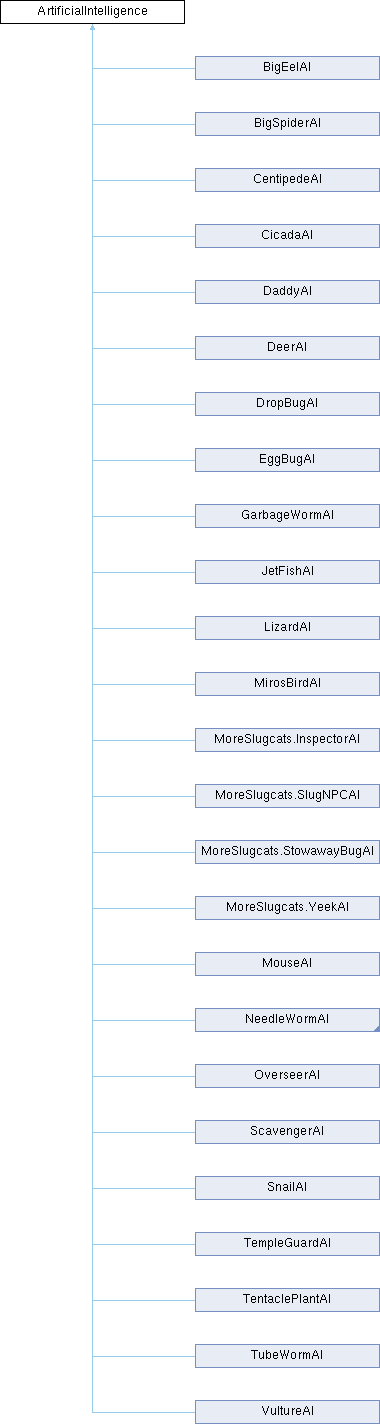 ArtificialIntelligence
BigEelAI
BigSpiderAI
CentipedeAI
CicadaAI
DaddyAI
DeerAI
DropBugAI
EggBugAI
GarbageWormAI
JetFishAI
LizardAI
MirosBirdAI
MoreSlugcats.InspectorAI
MoreSlugcats.SlugNPCAI
MoreSlugcats.StowawayBugAI
MoreSlugcats.YeekAI
MouseAI
NeedleWormAI
OverseerAI
ScavengerAI
SnailAI
TempleGuardAI
TentaclePlantAI
TubeWormAI
VultureAI